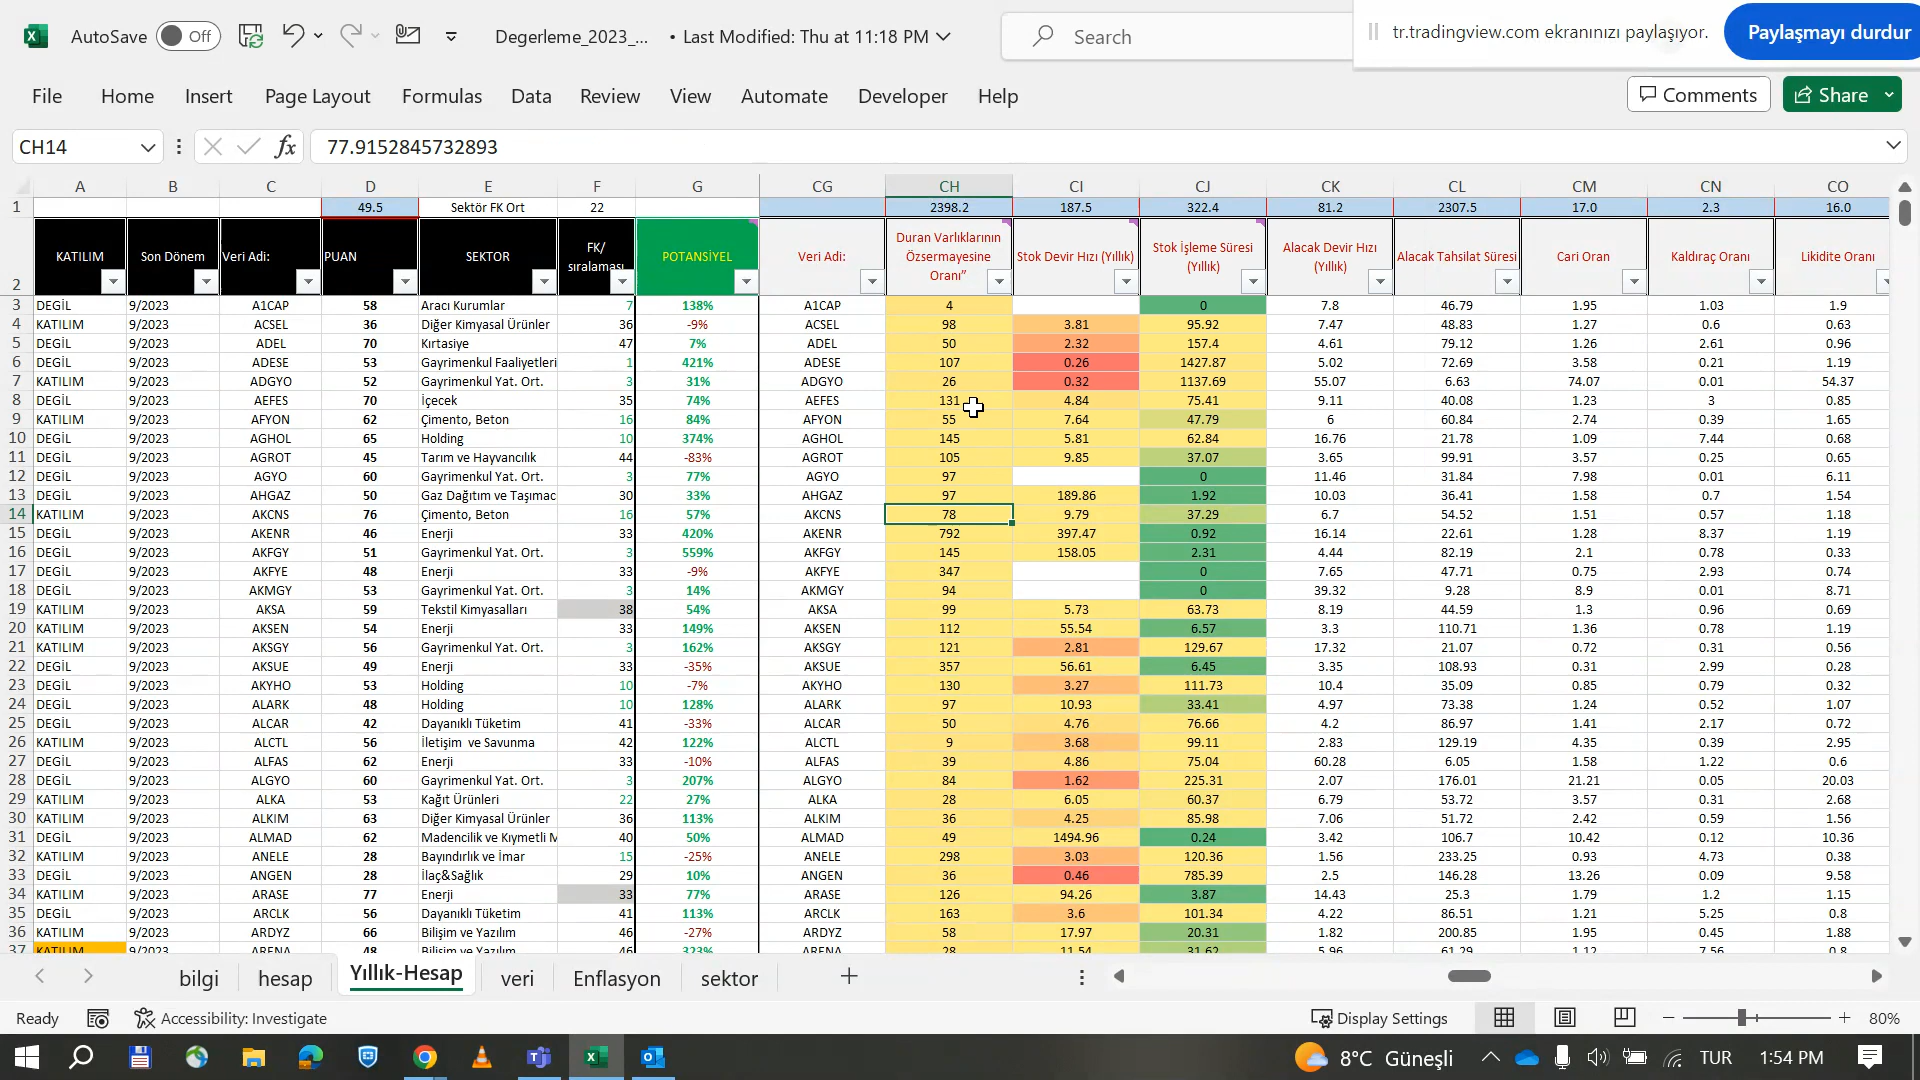 AutoSave Off Degerleme_2023_... • Last Modified: Thu at 11:18 PM Search tr.tradingview.com ekranınızı paylaşıyor. Paylaşmayı durdur
File Home Insert Page Layout Formulas Data Review View Automate Developer Help Comments Share
CH14 fx 77.9152845732893
A B C D E F G CG CH CI CJ CK CL CM CN CO
1 49.5 Sektör FK Ort 22 2398.2 187.5 322.4 81.2 2307.5 17.0 2.3 16.0
2 KATILIM Son Dönem Veri Adi: PUAN SEKTOR FK/ sıralaması POTANSİYEL Veri Adi: Duran Varlıklarının Özsermayesine Oranı” Stok Devir Hızı (Yıllık) Stok İşleme Süresi (Yıllık) Alacak Devir Hızı (Yıllık) Alacak Tahsilat Süresi Cari Oran Kaldıraç Oranı Likidite Oranı
3 DEGİL 9/2023 A1CAP 58 Aracı Kurumlar 7 138% A1CAP 4 0 7.8 46.79 1.95 1.03 1.9
4 KATILIM 9/2023 ACSEL 36 Diğer Kimyasal Ürünler 36 -9% ACSEL 98 3.81 95.92 7.47 48.83 1.27 0.6 0.63
5 DEGİL 9/2023 ADEL 70 Kırtasiye 47 7% ADEL 50 2.32 157.4 4.61 79.12 1.26 2.61 0.96
6 DEGİL 9/2023 ADESE 53 Gayrimenkul Faaliyetleri 1 421% ADESE 107 0.26 1427.87 5.02 72.69 3.58 0.21 1.19
7 KATILIM 9/2023 ADGYO 52 Gayrimenkul Yat. Ort. 3 31% ADGYO 26 0.32 1137.69 55.07 6.63 74.07 0.01 54.37
8 DEGİL 9/2023 AEFES 70 İçecek 35 74% AEFES 131 4.84 75.41 9.11 40.08 1.23 3 0.85
9 KATILIM 9/2023 AFYON 62 Çimento, Beton 16 84% AFYON 55 7.64 47.79 6 60.84 2.74 0.39 1.65
10 DEGİL 9/2023 AGHOL 65 Holding 10 374% AGHOL 145 5.81 62.84 16.76 21.78 1.09 7.44 0.68
11 DEGİL 9/2023 AGROT 45 Tarım ve Hayvancılık 44 -83% AGROT 105 9.85 37.07 3.65 99.91 3.57 0.25 0.65
12 DEGİL 9/2023 AGYO 60 Gayrimenkul Yat. Ort. 3 77% AGYO 97 0 11.46 31.84 7.98 0.01 6.11
13 DEGİL 9/2023 AHGAZ 50 Gaz Dağıtım ve Taşımac 30 33% AHGAZ 97 189.86 1.92 10.03 36.41 1.58 0.7 1.54
14 KATILIM 9/2023 AKCNS 76 Çimento, Beton 16 57% AKCNS 78 9.79 37.29 6.7 54.52 1.51 0.57 1.18
15 DEGİL 9/2023 AKENR 46 Enerji 33 420% AKENR 792 397.47 0.92 16.14 22.61 1.28 8.37 1.19
16 DEGİL 9/2023 AKFGY 51 Gayrimenkul Yat. Ort. 3 559% AKFGY 145 158.05 2.31 4.44 82.19 2.1 0.78 0.33
17 DEGİL 9/2023 AKFYE 48 Enerji 33 -9% AKFYE 347 0 7.65 47.71 0.75 2.93 0.74
18 DEGİL 9/2023 AKMGY 53 Gayrimenkul Yat. Ort. 3 14% AKMGY 94 0 39.32 9.28 8.9 0.01 8.71
19 KATILIM 9/2023 AKSA 59 Tekstil Kimyasalları 38 54% AKSA 99 5.73 63.73 8.19 44.59 1.3 0.96 0.69
20 KATILIM 9/2023 AKSEN 54 Enerji 33 149% AKSEN 112 55.54 6.57 3.3 110.71 1.36 0.78 1.19
21 KATILIM 9/2023 AKSGY 56 Gayrimenkul Yat. Ort. 3 162% AKSGY 121 2.81 129.67 17.32 21.07 0.72 0.31 0.56
22 DEGİL 9/2023 AKSUE 49 Enerji 33 -35% AKSUE 357 56.61 6.45 3.35 108.93 0.31 2.99 0.28
23 DEGİL 9/2023 AKYHO 53 Holding 10 -7% AKYHO 130 3.27 111.73 10.4 35.09 0.85 0.79 0.32
24 DEGİL 9/2023 ALARK 48 Holding 10 128% ALARK 97 10.93 33.41 4.97 73.38 1.24 0.52 1.07
25 DEGİL 9/2023 ALCAR 42 Dayanıklı Tüketim 41 -33% ALCAR 50 4.76 76.66 4.2 86.97 1.41 2.17 0.72
26 KATILIM 9/2023 ALCTL 56 İletişim ve Savunma 42 122% ALCTL 9 3.68 99.11 2.83 129.19 4.35 0.39 2.95
27 DEGİL 9/2023 ALFAS 62 Enerji 33 -10% ALFAS 39 4.86 75.04 60.28 6.05 1.58 1.22 0.6
28 DEGİL 9/2023 ALGYO 60 Gayrimenkul Yat. Ort. 3 207% ALGYO 84 1.62 225.31 2.07 176.01 21.21 0.05 20.03
29 KATILIM 9/2023 ALKA 53 Kağıt Ürünleri 22 27% ALKA 28 6.05 60.37 6.79 53.72 3.57 0.31 2.68
30 KATILIM 9/2023 ALKIM 63 Diğer Kimyasal Ürünler 36 113% ALKIM 36 4.25 85.98 7.06 51.72 2.42 0.59 1.56
31 DEGİL 9/2023 ALMAD 62 Madencilik ve Kıymetli M 40 50% ALMAD 49 1494.96 0.24 3.42 106.7 10.42 0.12 10.36
32 KATILIM 9/2023 ANELE 28 Bayındırlık ve İmar 15 -25% ANELE 298 3.03 120.36 1.56 233.25 0.93 4.73 0.38
33 DEGİL 9/2023 ANGEN 28 İlaç&Sağlık 29 10% ANGEN 36 0.46 785.39 2.5 146.28 13.26 0.09 9.58
34 KATILIM 9/2023 ARASE 77 Enerji 33 77% ARASE 126 94.26 3.87 14.43 25.3 1.79 1.2 1.15
35 DEGİL 9/2023 ARCLK 56 Dayanıklı Tüketim 41 113% ARCLK 163 3.6 101.34 4.22 86.51 1.21 5.25 0.8
36 KATILIM 9/2023 ARDYZ 66 Bilişim ve Yazılım 46 -27% ARDYZ 58 17.97 20.31 1.82 200.85 1.95 0.45 1.88
37 KATILIM 9/2023 ARENA 48 Bilişim ve Yazılım 46 323% ARENA 28 11.54 31.62 5.96 61.29 1.12 7.56 0.8
bilgi hesap Yıllık-Hesap veri Enflasyon sektor
Ready Accessibility: Investigate Display Settings 80%
8°C Güneşli TUR 1:54 PM